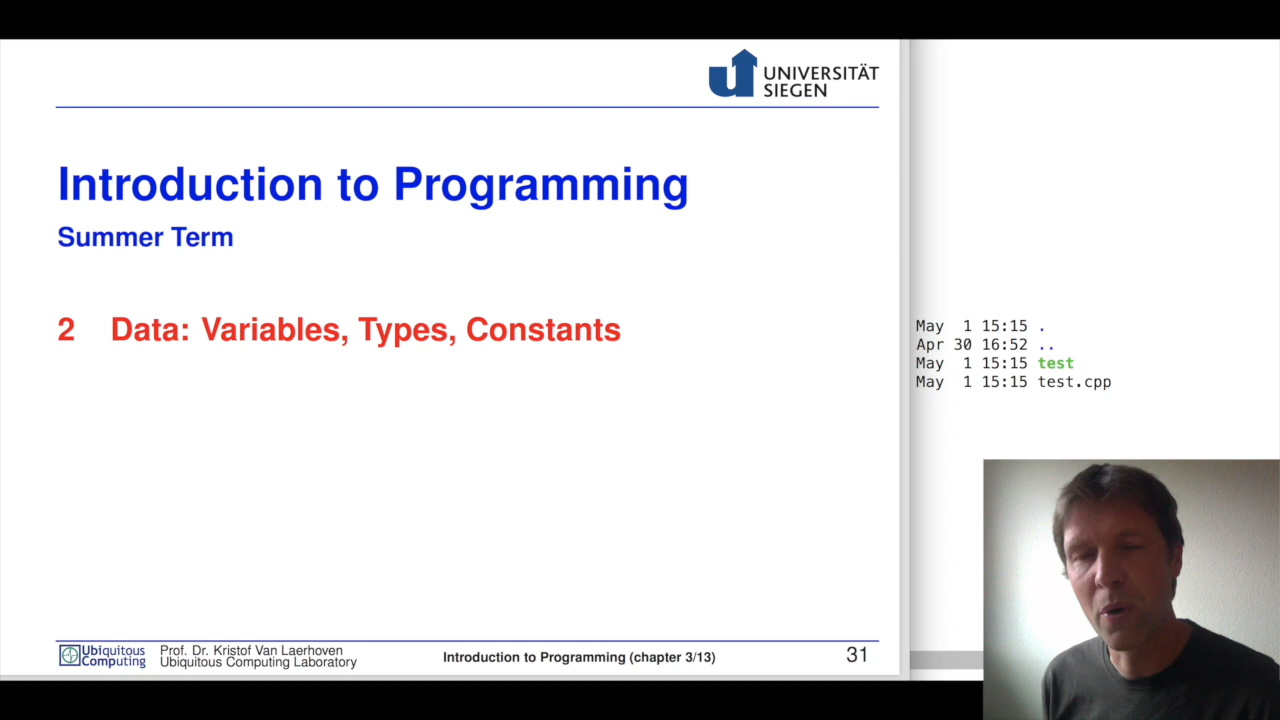 UNIVERSITÄT
SIEGEN
Introduction to Programming
Summer Term
2 Data: Variables, Types, Constants
May 1 15:15 .
Apr 30 16:52 ..
May 1 15:15 test
May 1 15:15 test.cpp
Ubiquitous
Computing
Prof. Dr. Kristof Van Laerhoven
Ubiquitous Computing Laboratory
Introduction to Programming (chapter 3/13)
31